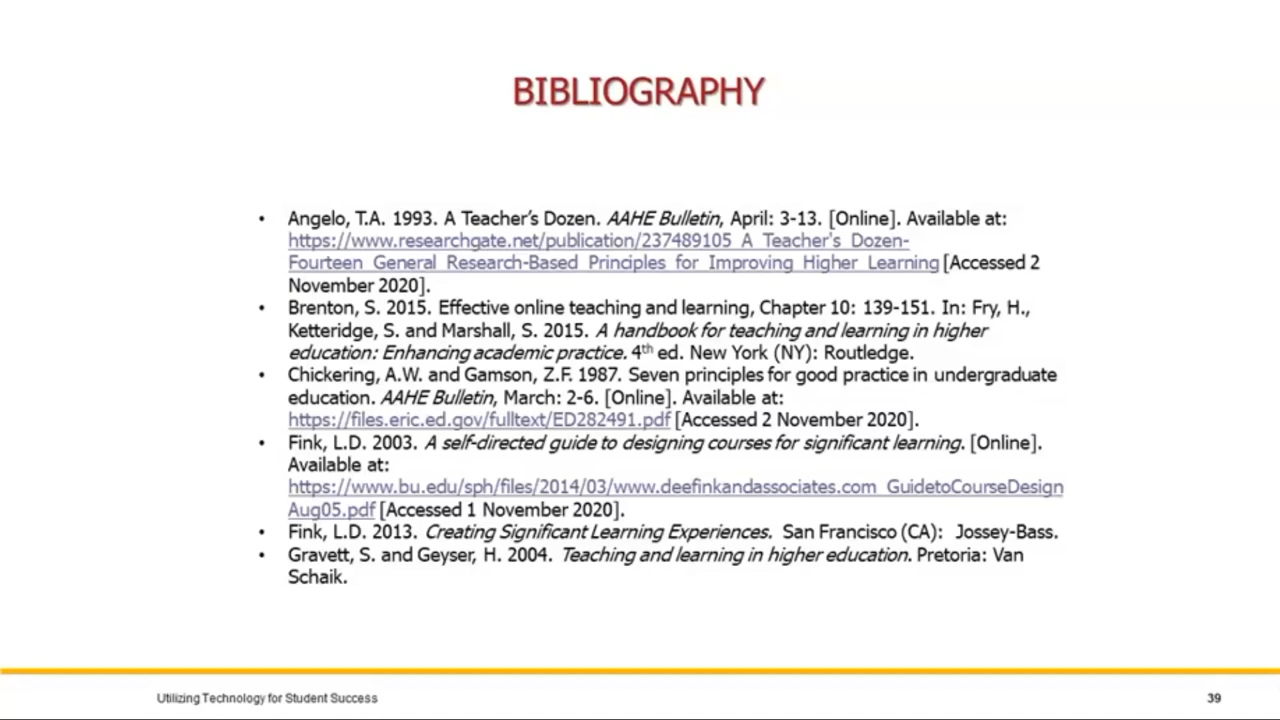 BIBLIOGRAPHY
• Angelo, T.A. 1993. A Teacher's Dozen. AAHE Bulletin, April: 3-13. [Online]. Available at:
https://www.researchgate.net/publication/237489105_A_Teacher's_Dozen-
Fourteen_General_Research-Based_Principles_for_Improving_Higher_Learning [Accessed 2
November 2020].
• Brenton, S. 2015. Effective online teaching and learning, Chapter 10: 139-151. In: Fry, H.,
Ketteridge, S. and Marshall, S. 2015. A handbook for teaching and learning in higher
education: Enhancing academic practice. 4th ed. New York (NY): Routledge.
• Chickering, A.W. and Gamson, Z.F. 1987. Seven principles for good practice in undergraduate
education. AAHE Bulletin, March: 2-6. [Online]. Available at:
https://files.eric.ed.gov/fulltext/ED282491.pdf [Accessed 2 November 2020].
• Fink, L.D. 2003. A self-directed guide to designing courses for significant learning. [Online].
Available at:
https://www.bu.edu/sph/files/2014/03/www.deefinkandassociates.com_GuidetoCourseDesign
Aug05.pdf [Accessed 1 November 2020].
• Fink, L.D. 2013. Creating Significant Learning Experiences. San Francisco (CA): Jossey-Bass.
• Gravett, S. and Geyser, H. 2004. Teaching and learning in higher education. Pretoria: Van
Schaik.
Utilizing Technology for Student Success
39